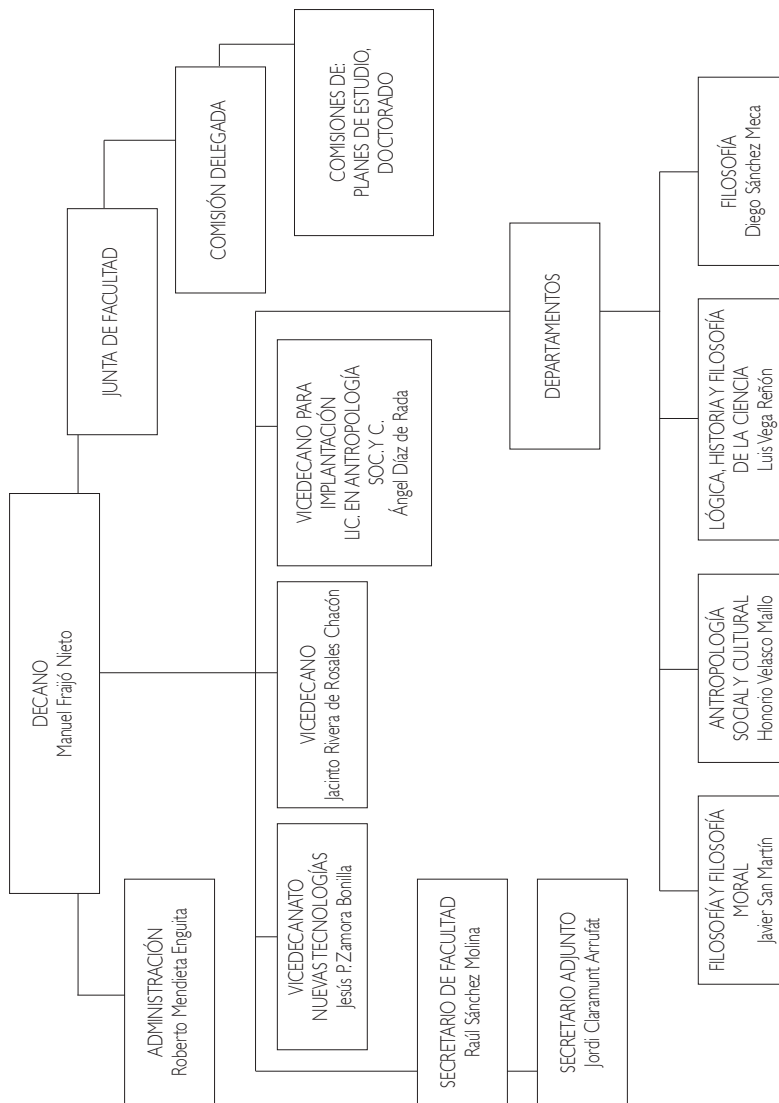 DECANO
Manuel Fraijó Nieto
ADMINISTRACIÓN
Roberto Mendieta Enguita
JUNTA DE FACULTAD
COMISIÓN DELEGADA
COMISIONES DE:
PLANES DE ESTUDIO,
DOCTORADO
VICEDECANATO
NUEVAS TECNOLOGÍAS
Jesús P. Zamora Bonilla
VICEDECANO
Jacinto Rivera de Rosales Chacón
VICEDECANO PARA
IMPLANTACIÓN
LIC. EN ANTROPOLOGÍA
SOC. Y C.
Ángel Díaz de Rada
SECRETARIO DE FACULTAD
Raúl Sánchez Molina
SECRETARIO ADJUNTO
Jordi Claramunt Arrufat
DEPARTAMENTOS
FILOSOFÍA Y FILOSOFÍA
MORAL
Javier San Martín
ANTROPOLOGÍA
SOCIAL Y CULTURAL
Honorio Velasco Maíllo
LÓGICA, HISTORIA Y FILOSOFÍA
DE LA CIENCIA
Luis Vega Reñón
FILOSOFÍA
Diego Sánchez Meca